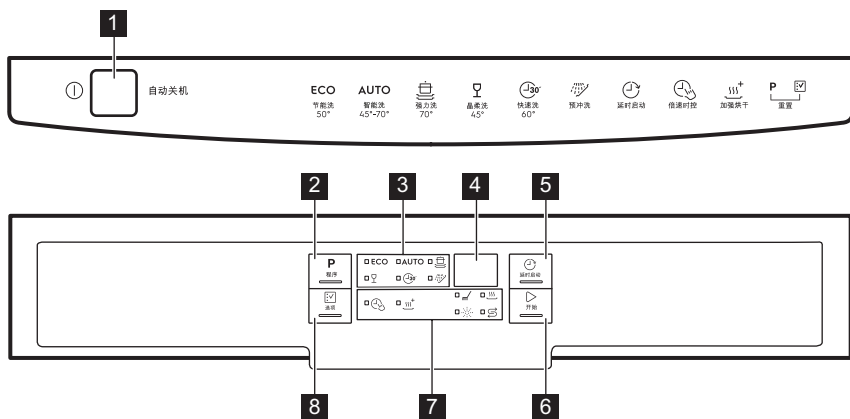 1
自动关机
ECO AUTO 30'
节能洗 智能洗 强力洗 晶柔洗 快速洗 预冲洗 延时启动 倍速时控 加强烘干 P
50° 45°-70° 70° 45° 60° 重置
2 3 4 5
P ECO AUTO
程序 30' 延时启动
选项 开始
8 7 6